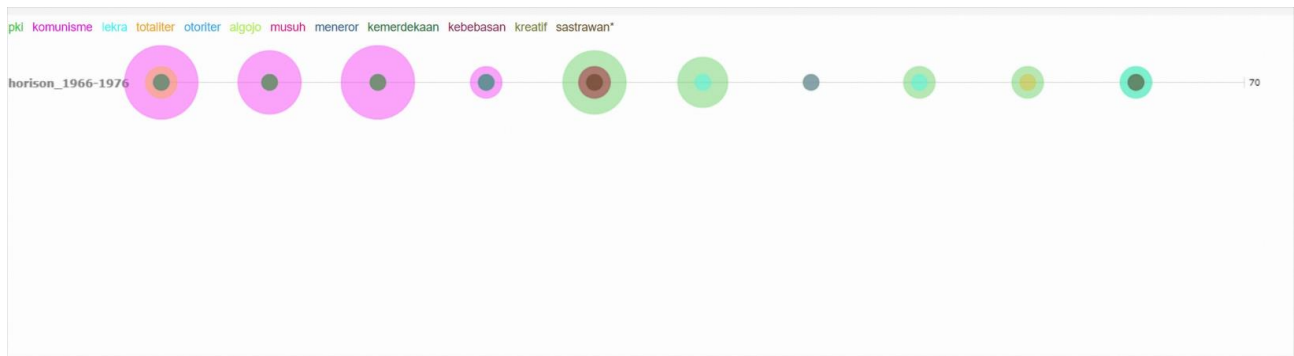 pki komunisme lekra totaliter otoriter algojo musuh meneror kemerdekaan kebebasan kreatif sastrawan*
horison_1966-1976 70